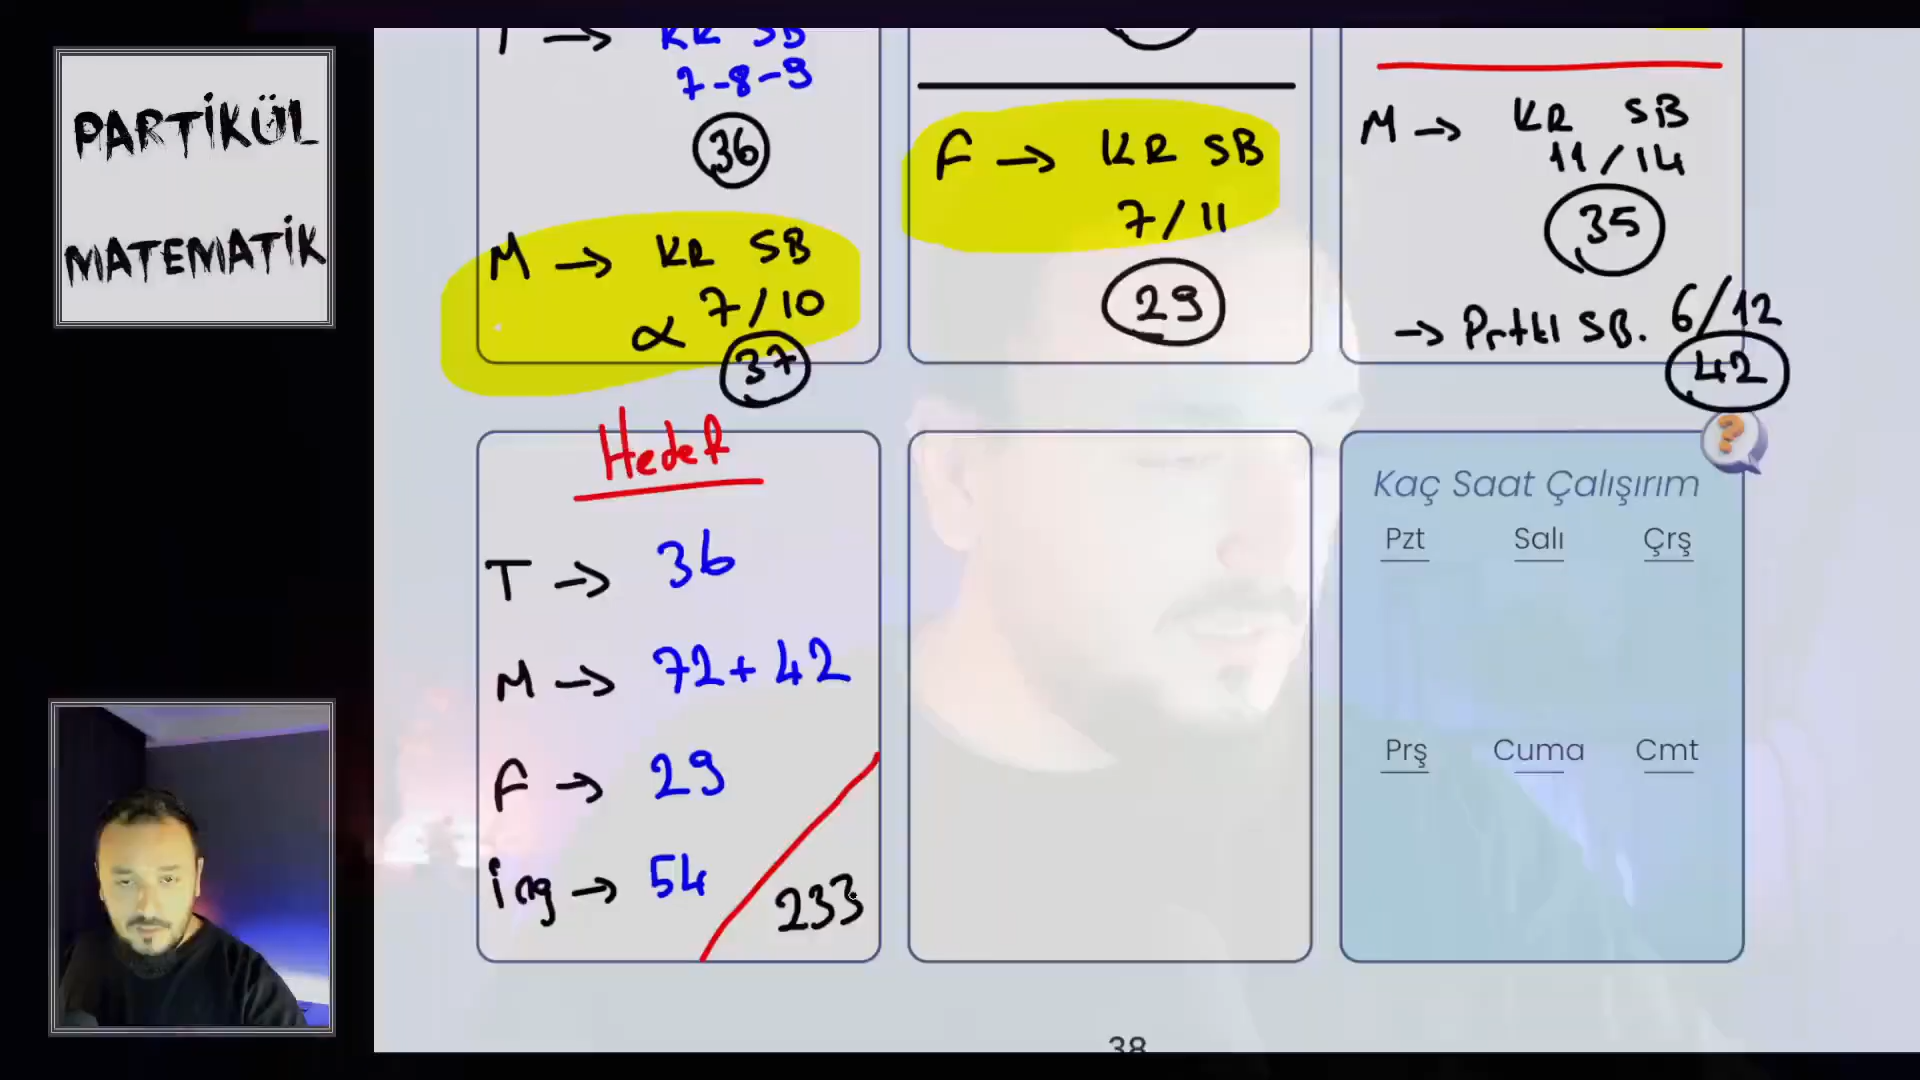 PARTİKÜL
MATEMATİK
T → KR SB
7-8-9
36
M → KR SB
7/10
α
37
F → KR SB
7/11
29
M → KR SB
11/14
35
→ Prtkl SB. 6/12
42
Hedef
T → 36
M → 72+42
F → 29
ing → 54
233
Kaç Saat Çalışırım
Pzt Salı Çrş
Prş Cuma Cmt
38
?